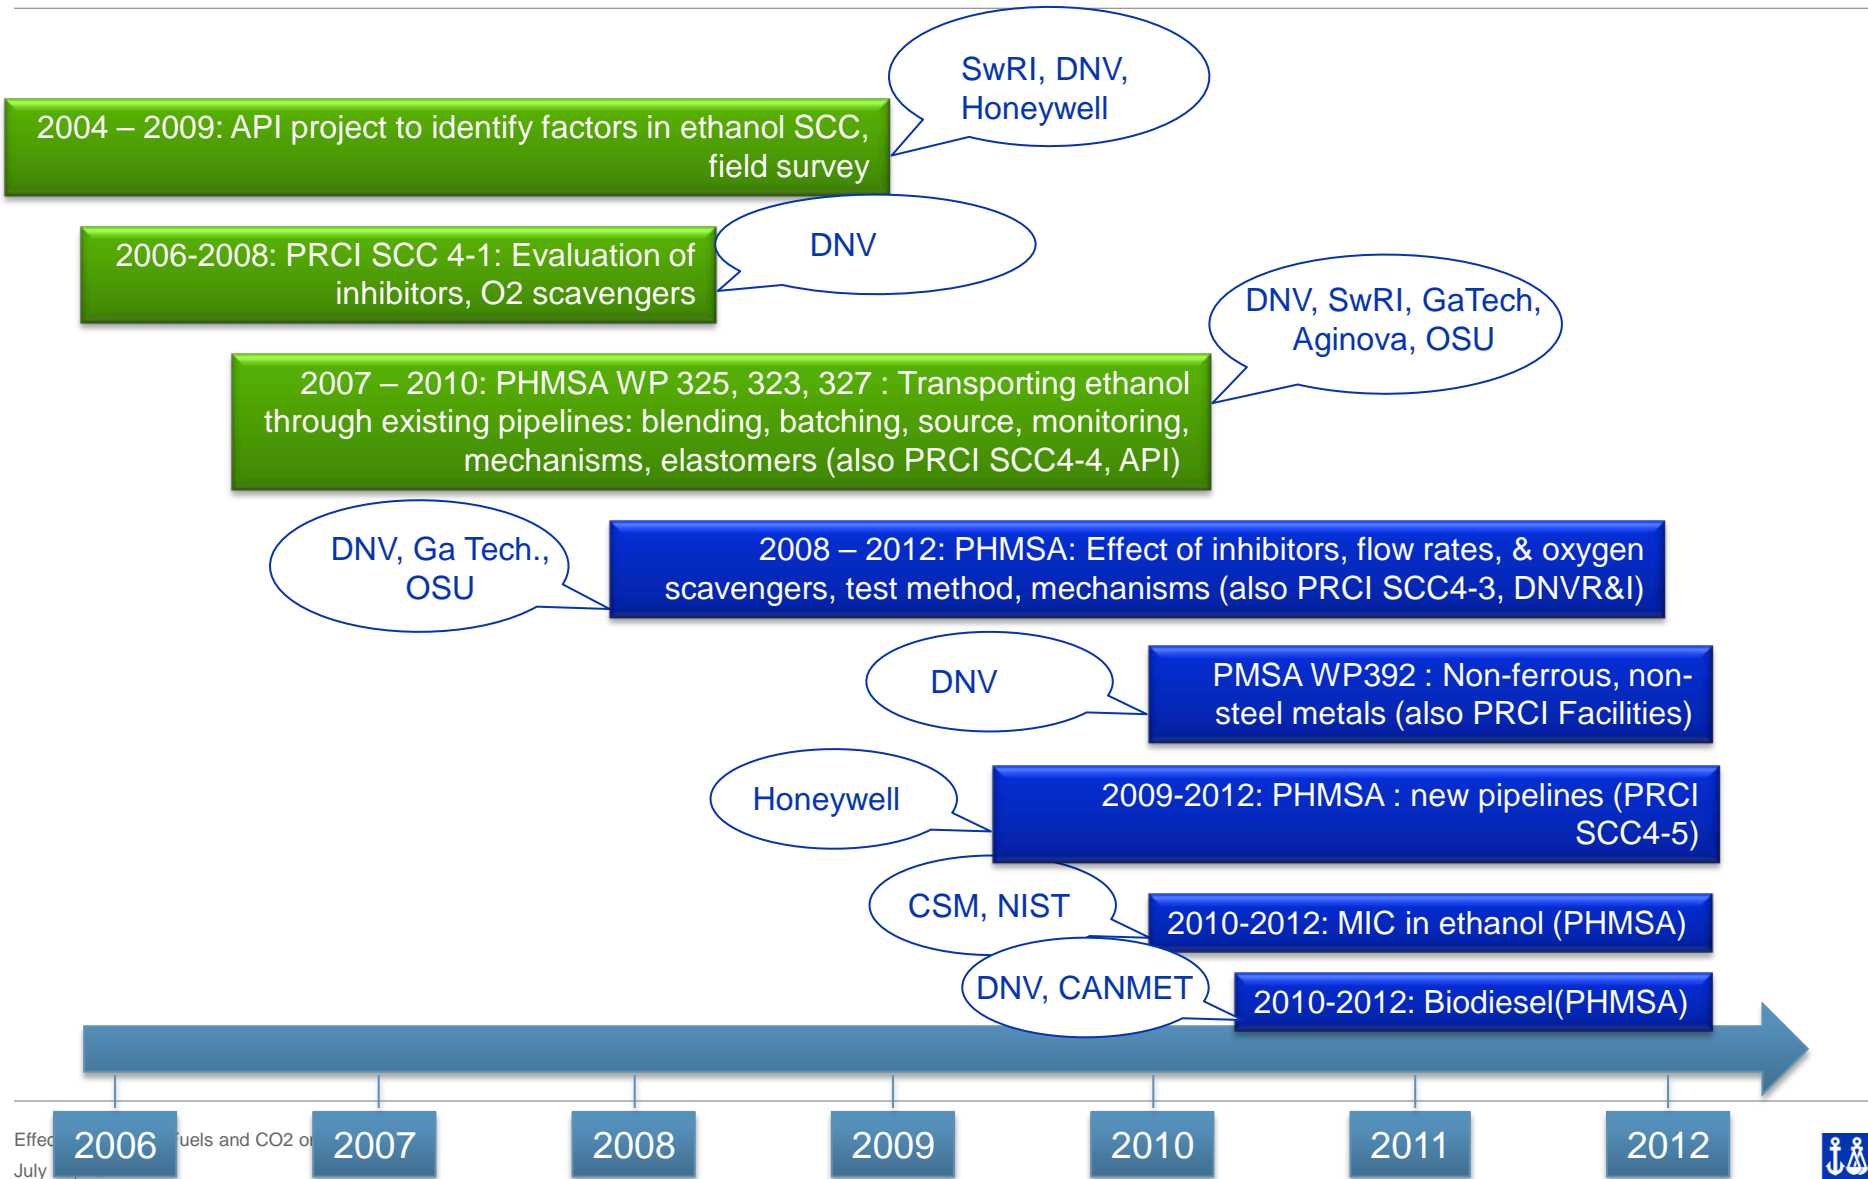 SwRI, DNV,
Honeywell
2004 – 2009: API project to identify factors in ethanol SCC,
field survey
DNV
2006-2008: PRCI SCC 4-1: Evaluation of
inhibitors, O2 scavengers
DNV, SwRI, GaTech,
Aginova, OSU
2007 – 2010: PHMSA WP 325, 323, 327 : Transporting ethanol
through existing pipelines: blending, batching, source, monitoring,
mechanisms, elastomers (also PRCI SCC4-4, API)
DNV, Ga Tech.,
OSU
2008 – 2012: PHMSA: Effect of inhibitors, flow rates, & oxygen
scavengers, test method, mechanisms (also PRCI SCC4-3, DNVR&I)
DNV
PMSA WP392 : Non-ferrous, non-
steel metals (also PRCI Facilities)
Honeywell
2009-2012: PHMSA : new pipelines (PRCI
SCC4-5)
CSM, NIST
2010-2012: MIC in ethanol (PHMSA)
DNV, CANMET
2010-2012: Biodiesel(PHMSA)
2006 2007 2008 2009 2010 2011 2012
and CO2
July